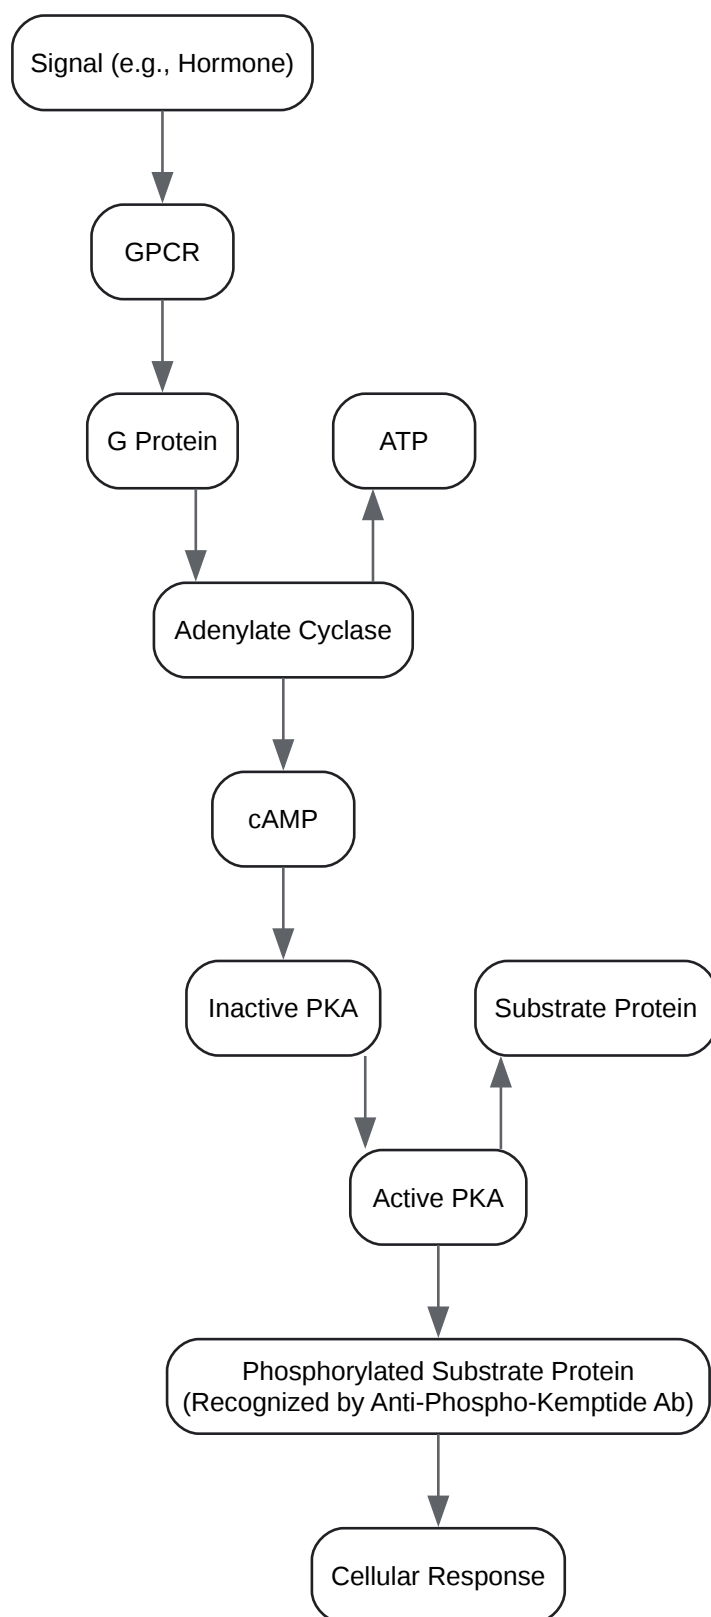 Signal (e.g., Hormone)
GPCR
G Protein
ATP
Adenylate Cyclase
cAMP
Inactive PKA
Substrate Protein
Active PKA
Phosphorylated Substrate Protein
(Recognized by Anti-Phospho-Kemptide Ab)
Cellular Response